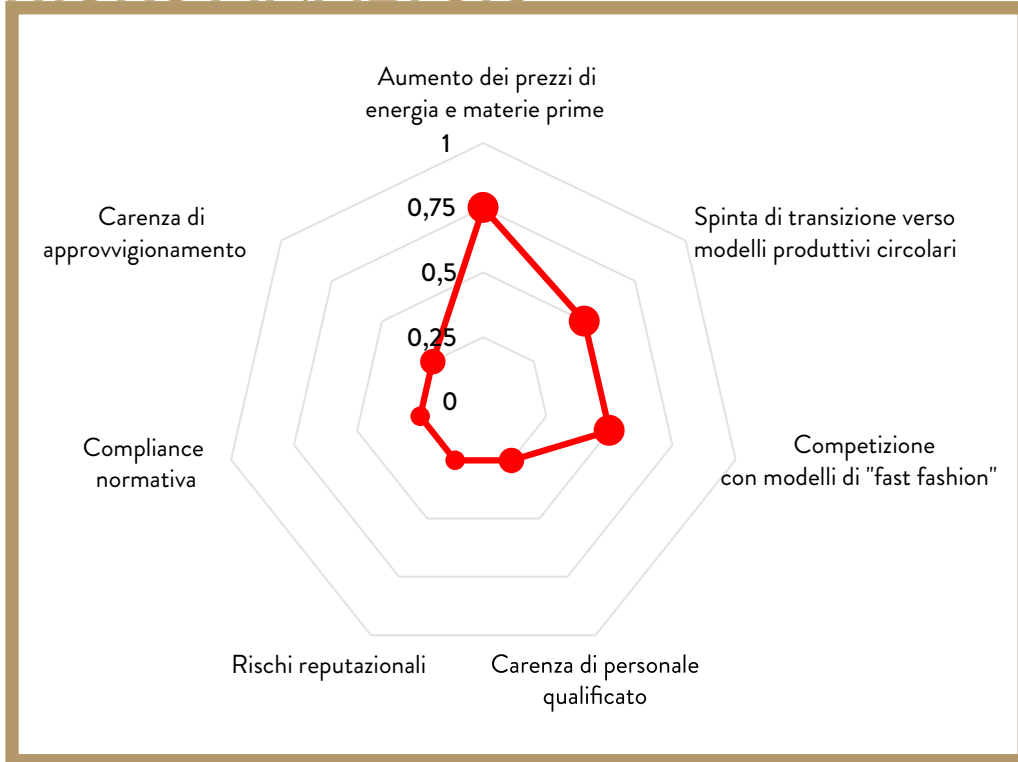 Aumento dei prezzi di
energia e materie prime
1
0,75
0,5
0,25
0
Spinta di transizione verso
modelli produttivi circolari
Competizione
con modelli di "fast fashion"
Carenza di personale
qualificato
Rischi reputazionali
Compliance
normativa
Carenza di
approvvigionamento